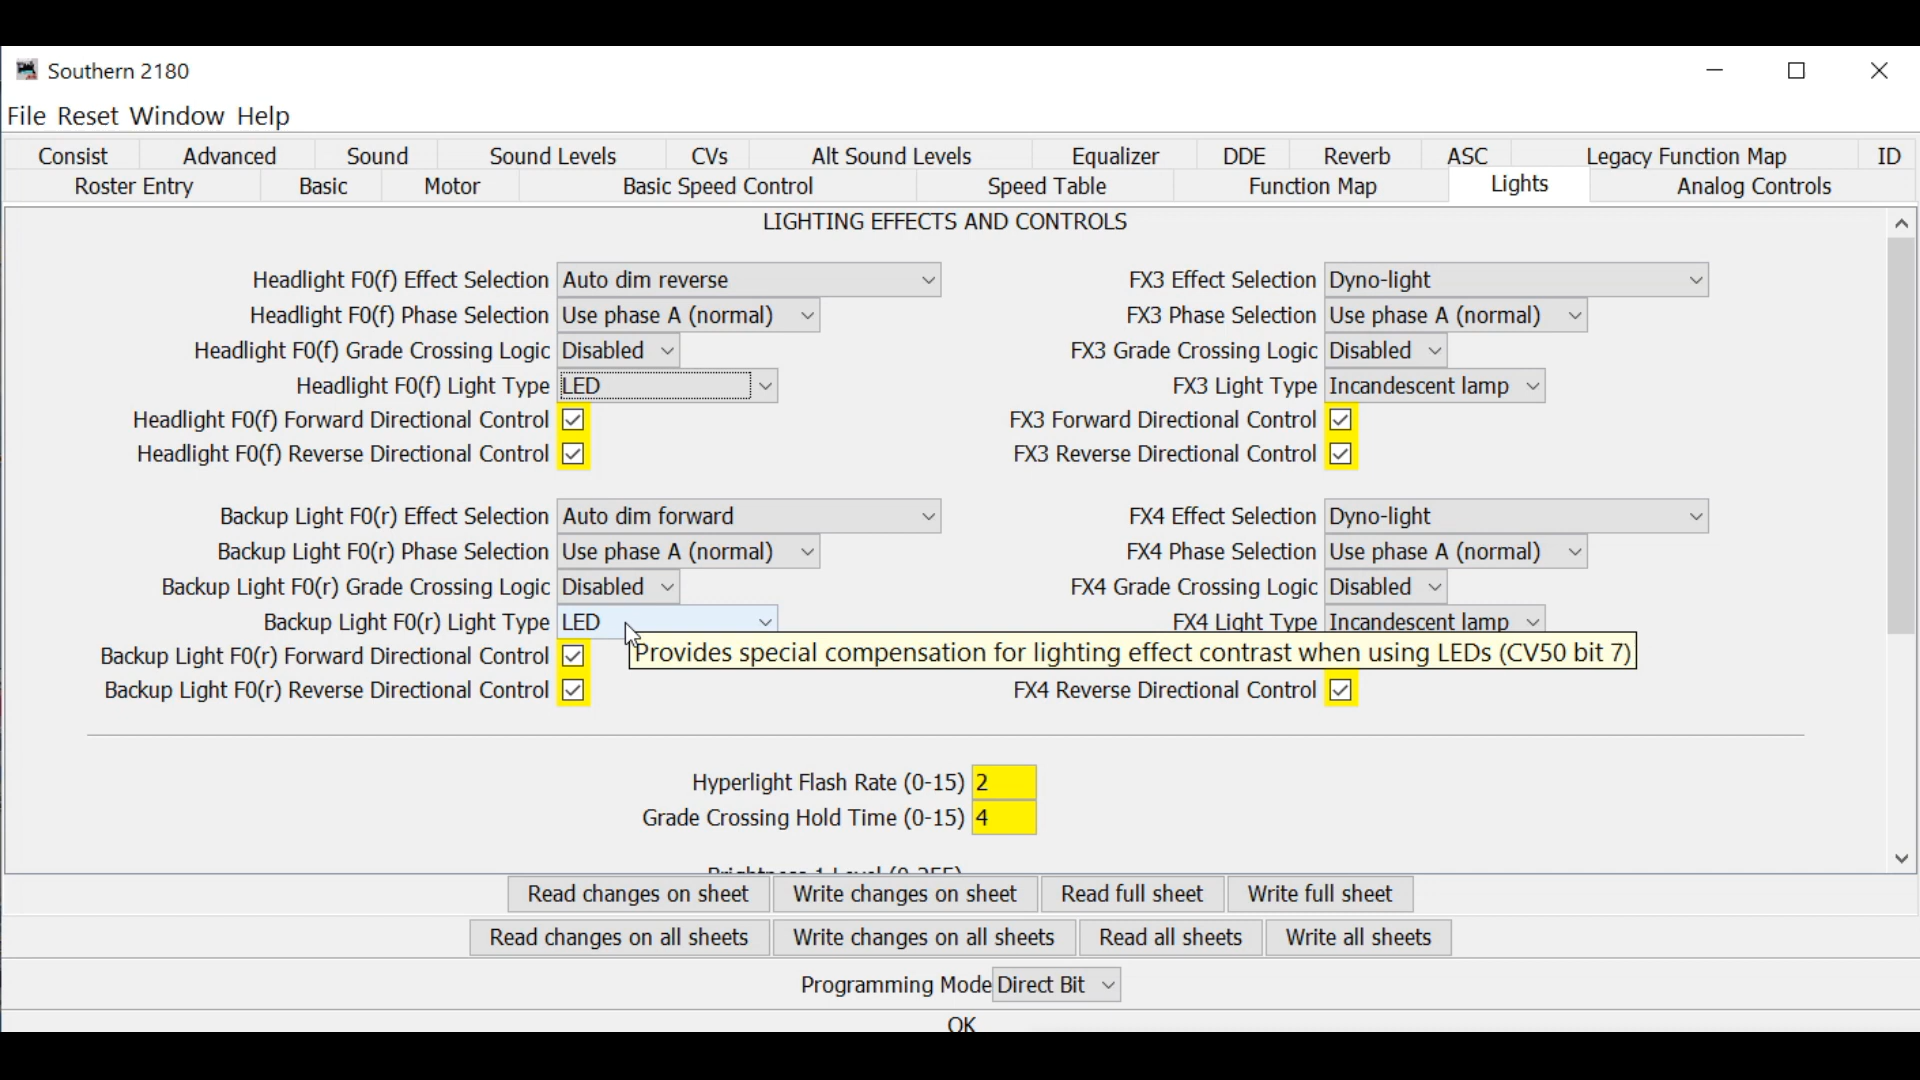 Southern 2180
File Reset Window Help
Consist Advanced Sound Sound Levels CVs Alt Sound Levels Equalizer DDE Reverb ASC Legacy Function Map ID
Roster Entry Basic Motor Basic Speed Control Speed Table Function Map Lights Analog Controls
LIGHTING EFFECTS AND CONTROLS
Headlight F0(f) Effect Selection Auto dim reverse FX3 Effect Selection Dyno-light
Headlight F0(f) Phase Selection Use phase A (normal) FX3 Phase Selection Use phase A (normal)
Headlight F0(f) Grade Crossing Logic Disabled FX3 Grade Crossing Logic Disabled
Headlight F0(f) Light Type LED FX3 Light Type Incandescent lamp
Headlight F0(f) Forward Directional Control FX3 Forward Directional Control
Headlight F0(f) Reverse Directional Control FX3 Reverse Directional Control
Backup Light F0(r) Effect Selection Auto dim forward FX4 Effect Selection Dyno-light
Backup Light F0(r) Phase Selection Use phase A (normal) FX4 Phase Selection Use phase A (normal)
Backup Light F0(r) Grade Crossing Logic Disabled FX4 Grade Crossing Logic Disabled
Backup Light F0(r) Light Type LED FX4 Light Type Incandescent lamp
Backup Light F0(r) Forward Directional Control Provides special compensation for lighting effect contrast when using LEDs (CV50 bit 7)
Backup Light F0(r) Reverse Directional Control FX4 Reverse Directional Control
Hyperlight Flash Rate (0-15) 2
Grade Crossing Hold Time (0-15) 4
Brightness 1 Level (0-255)
Read changes on sheet Write changes on sheet Read full sheet Write full sheet
Read changes on all sheets Write changes on all sheets Read all sheets Write all sheets
Programming Mode Direct Bit
OK